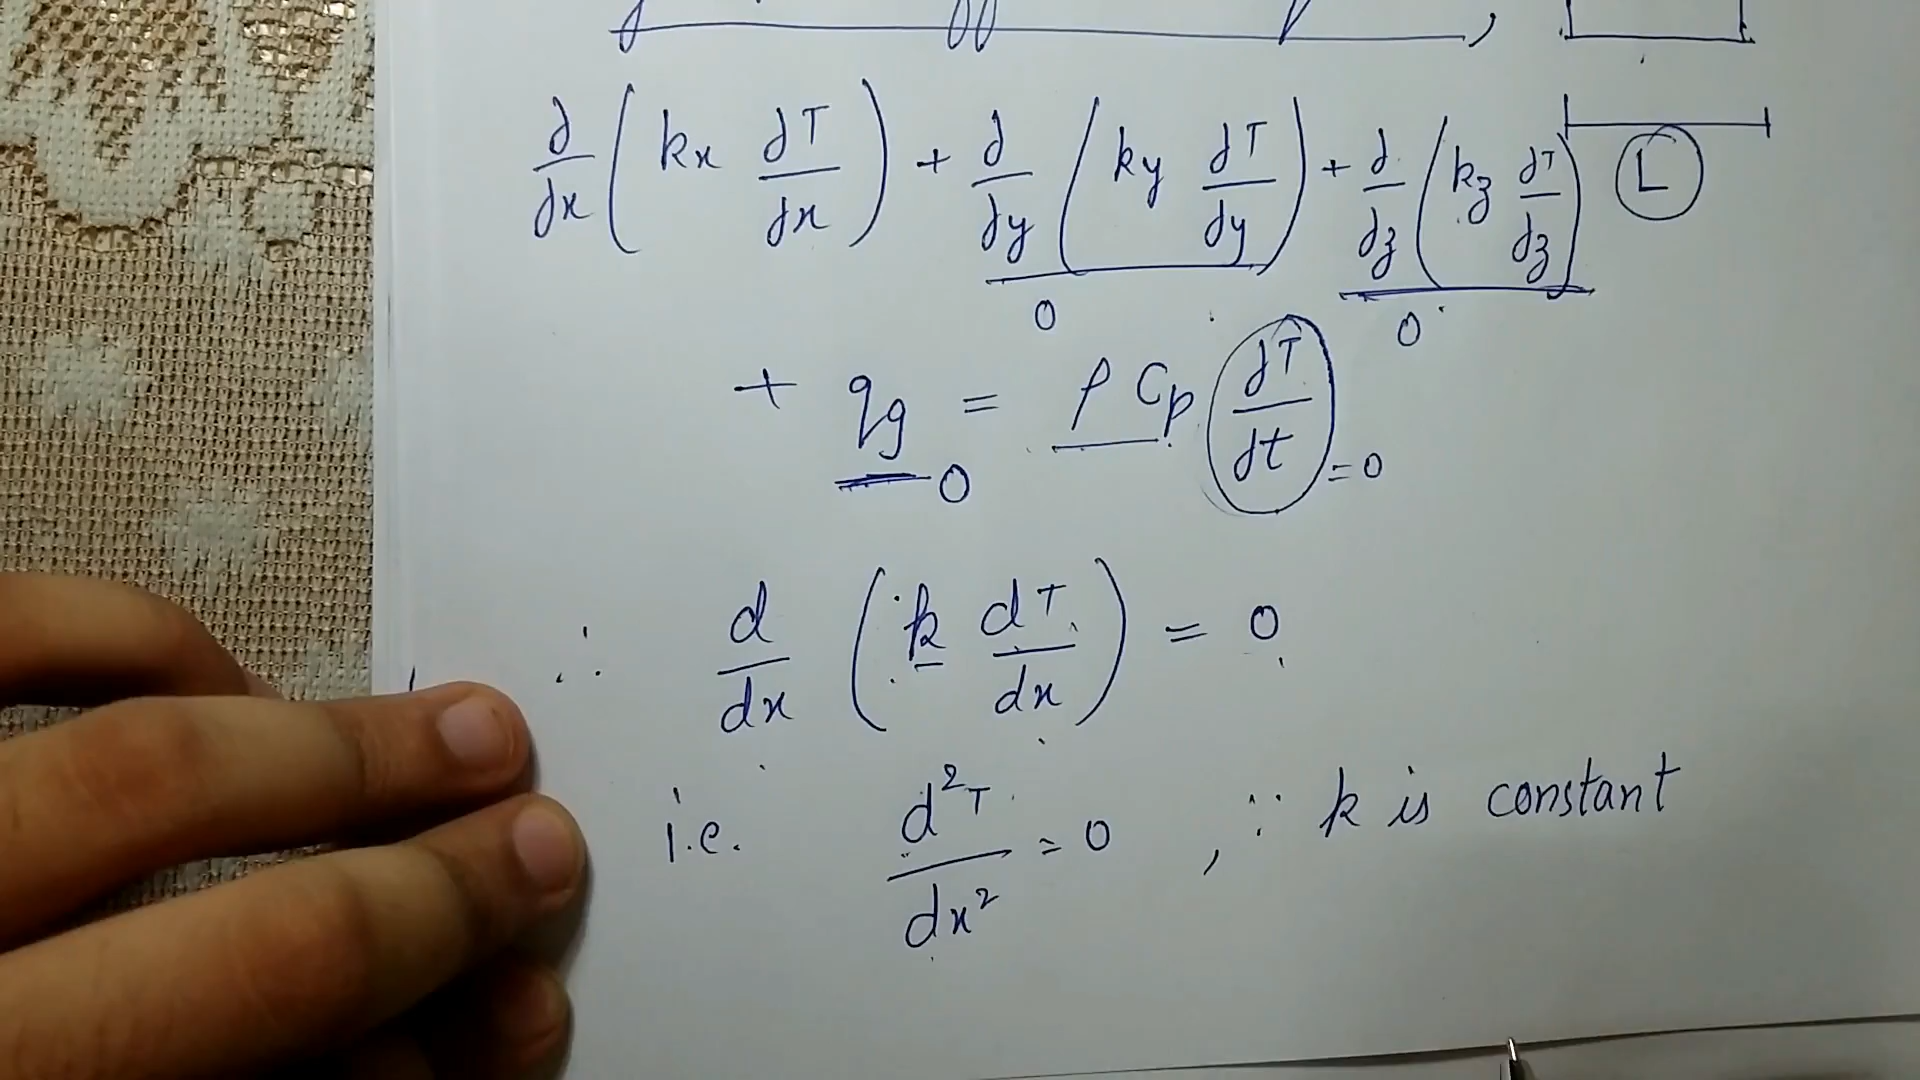 ∂/∂x ( kx ∂T/∂x ) + ∂/∂y ( ky ∂T/∂y ) + ∂/∂z ( kz ∂T/∂z ) L
0 0
+ qg = ρ Cp ∂T/∂t = 0
0
∴ d/dx ( k dT/dx ) = 0
i.e. d²T/dx² = 0 , ∵ k is constant